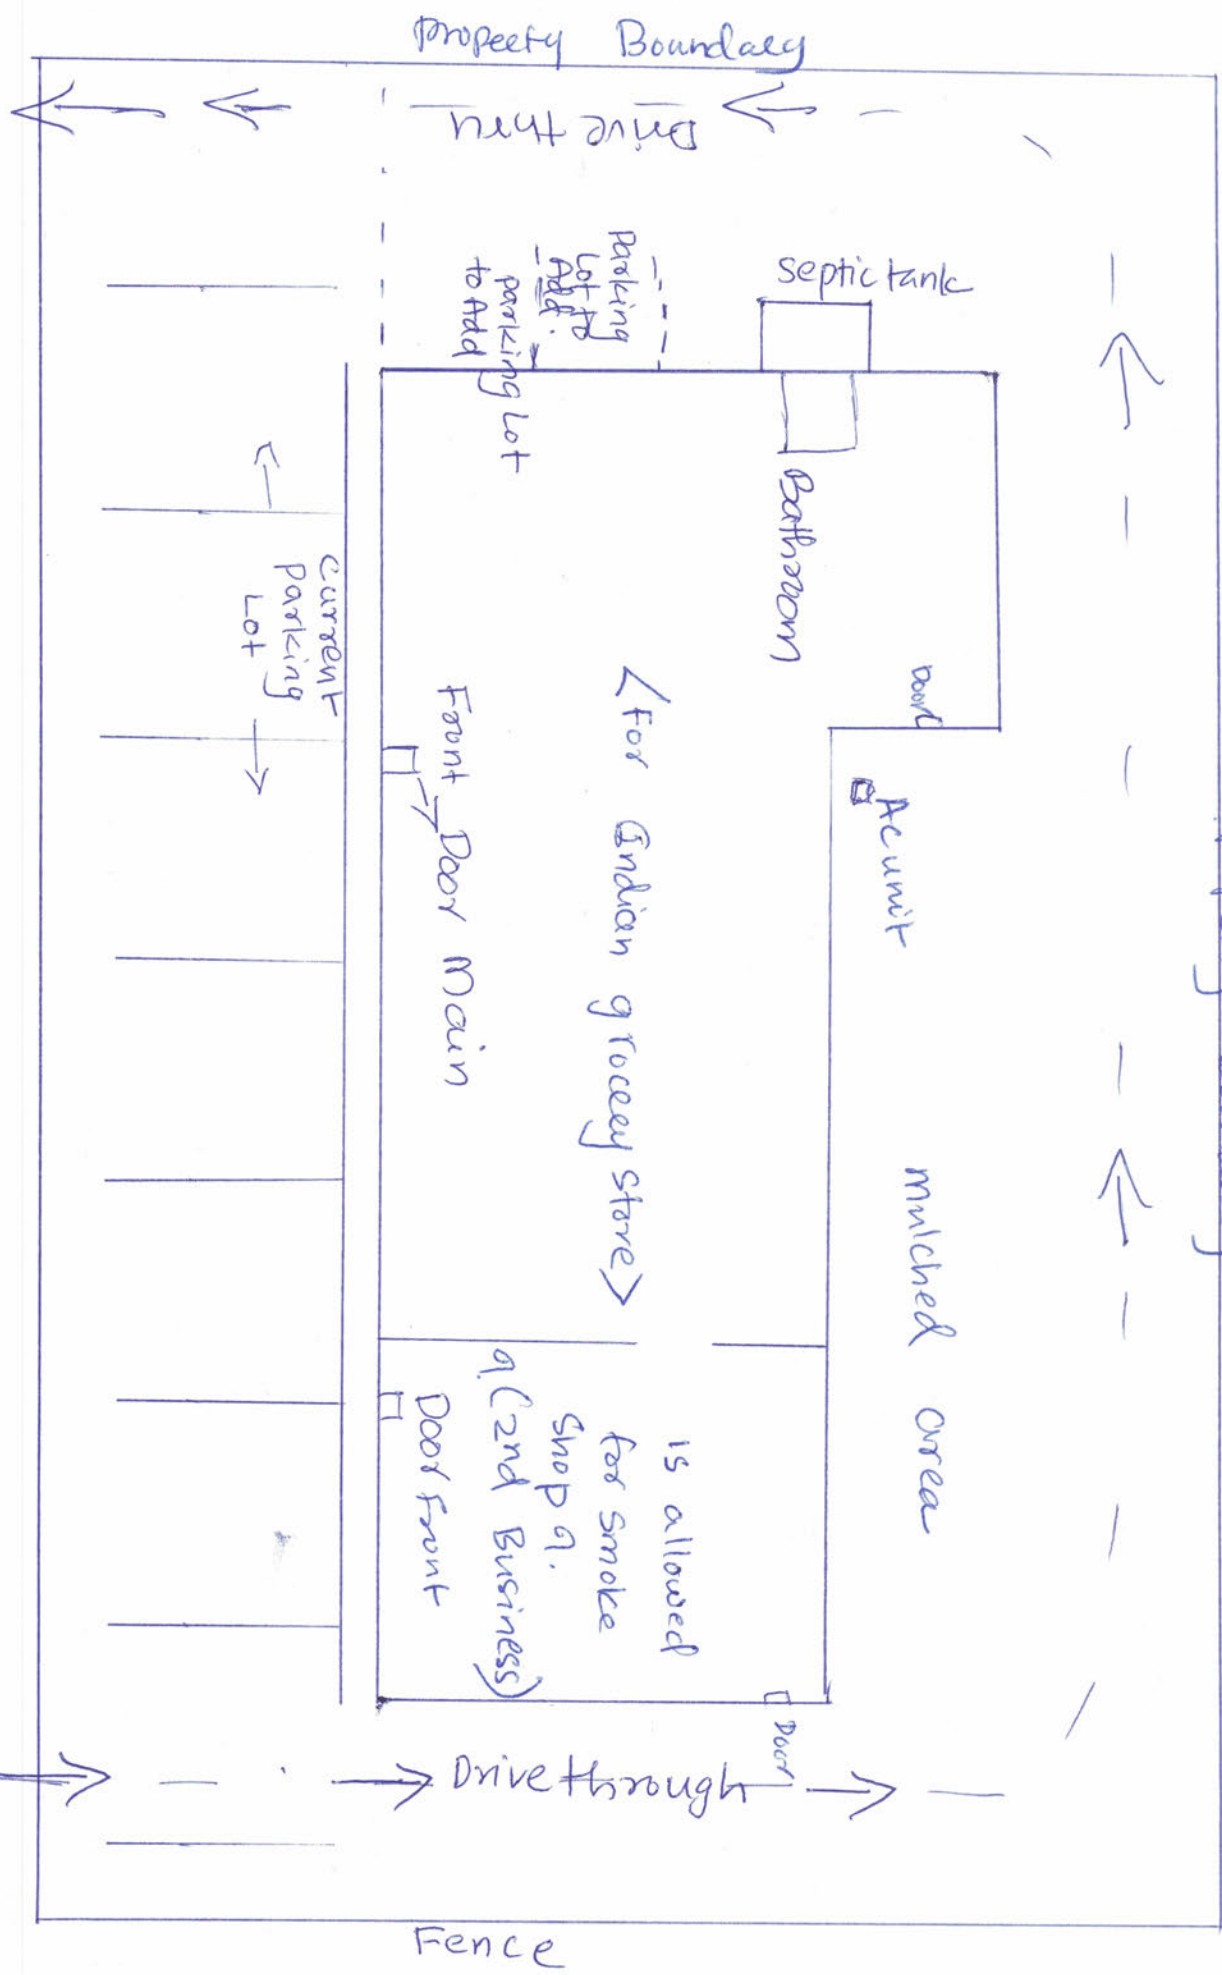 Property Boundary
Drive thru
Parking
Lot to
Add.
parking Lot
to Add
septic tank
Bathroom
Door
Ac unit
current
parking
Lot
Front Door Main
<For Indian grocery store>
mulched area
is allowed
for smoke
shop ?
? (2nd Business)
Door Front
Door
Drive through
Fence